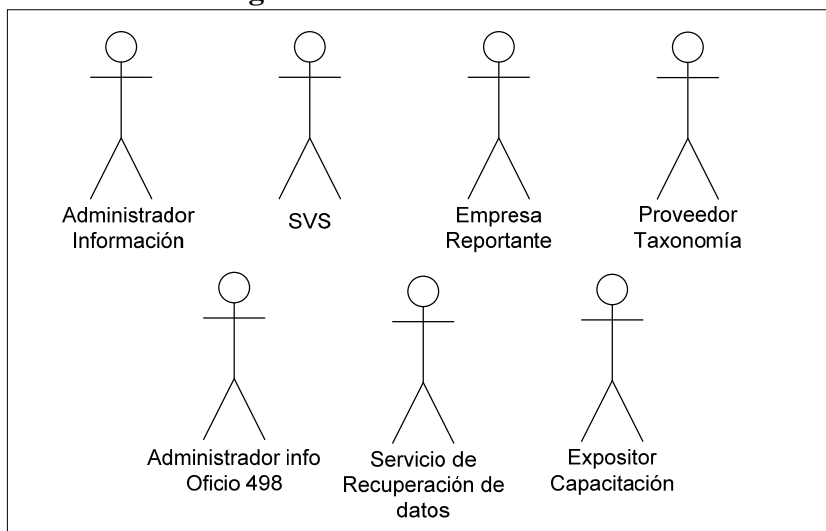 Administrador
Información
SVS
Empresa
Reportante
Proveedor
Taxonomía
Administrador info
Oficio 498
Servicio de
Recuperación de
datos
Expositor
Capacitación